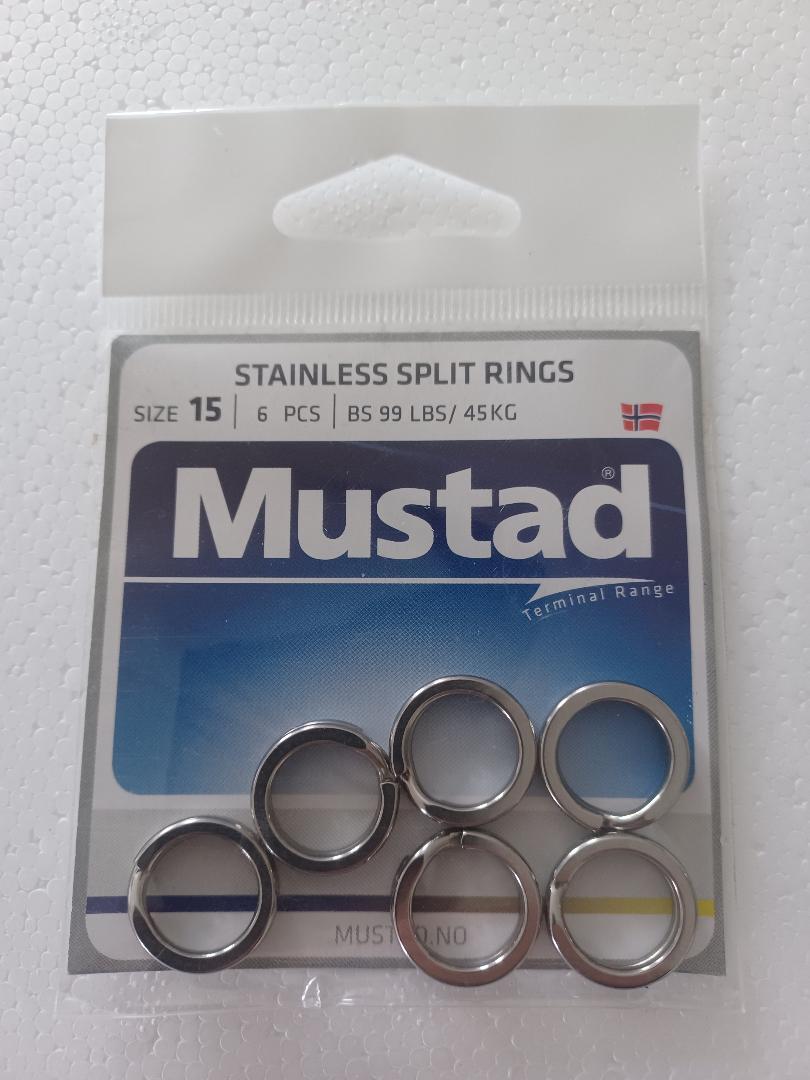 STAINLESS SPLIT RINGS
SIZE 15 | 6 PCS | BS 99 LBS/ 45KG
Mustad®
Terminal Range